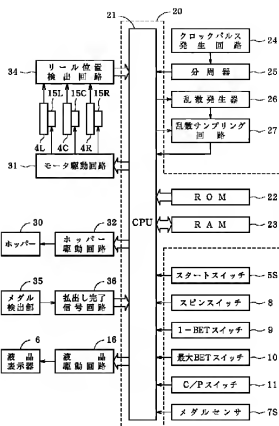 21
20
クロックパルス
発生回路
24
分周器
25
乱数発生器
26
乱数サンプリング
回路
27
34
リール位置
検出回路
15L
15C
15R
4L
4C
4R
31
モータ駆動回路
CPU
ROM
22
RAM
23
30
32
ホッパー
ホッパー
駆動回路
35
36
メダル
検出部
払出し完了
信号回路
6
16
液晶
表示器
液晶
駆動回路
スタートスイッチ
5S
スピンスイッチ
8
1−BETスイッチ
9
最大BETスイッチ
10
C/Pスイッチ
11
メダルセンサ
7S